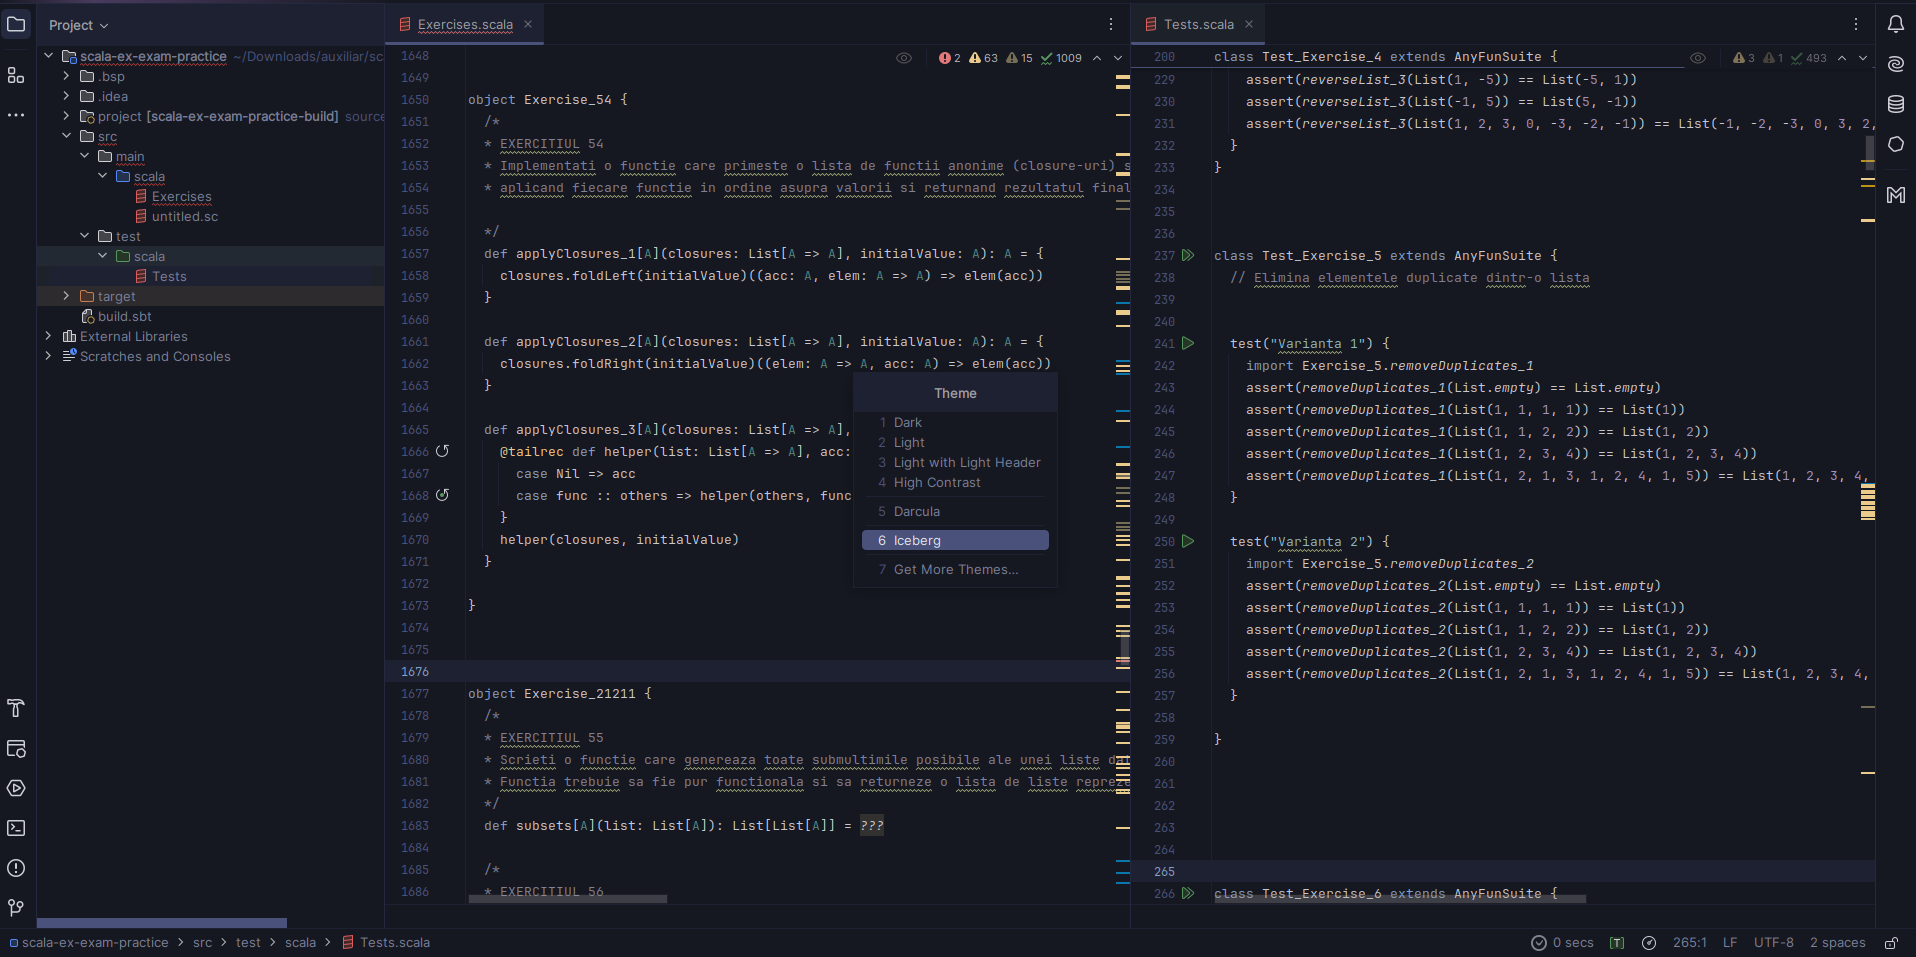 Project
scala-ex-exam-practice ~/Downloads/auxiliar/sc
.bsp
.idea
project [scala-ex-exam-practice-build] source
src
main
scala
Exercises
untitled.sc
test
scala
Tests
target
build.sbt
External Libraries
Scratches and Consoles
Exercises.scala
2 63 15 1009
1648
1649
1650 object Exercise_54 {
1651 /*
1652 * EXERCITIUL 54
1653 * Implementati o functie care primeste o lista de functii anonime (closure-uri) s
1654 * aplicand fiecare functie in ordine asupra valorii si returnand rezultatul final
1655
1656 */
1657 def applyClosures_1[A](closures: List[A => A], initialValue: A): A = {
1658 closures.foldLeft(initialValue)((acc: A, elem: A => A) => elem(acc))
1659 }
1660
1661 def applyClosures_2[A](closures: List[A => A], initialValue: A): A = {
1662 closures.foldRight(initialValue)((elem: A => A, acc: A) => elem(acc))
1663 }
1664
1665 def applyClosures_3[A](closures: List[A => A],
1666 @tailrec def helper(list: List[A => A], acc:
1667 case Nil => acc
1668 case func :: others => helper(others, func
1669 }
1670 helper(closures, initialValue)
1671 }
1672
1673 }
1674
1675
1676
1677 object Exercise_21211 {
1678 /*
1679 * EXERCITIUL 55
1680 * Scrieti o functie care genereaza toate submultimile posibile ale unei liste da
1681 * Functia trebuie sa fie pur functionala si sa returneze o lista de liste repreze
1682 */
1683 def subsets[A](list: List[A]): List[List[A]] = ???
1684
1685 /*
1686 * EXERCITIUL 56
Theme
1 Dark
2 Light
3 Light with Light Header
4 High Contrast
5 Darcula
6 Iceberg
7 Get More Themes...
Tests.scala
3 1 493
200 class Test_Exercise_4 extends AnyFunSuite {
229 assert(reverseList_3(List(1, -5)) == List(-5, 1))
230 assert(reverseList_3(List(-1, 5)) == List(5, -1))
231 assert(reverseList_3(List(1, 2, 3, 0, -3, -2, -1)) == List(-1, -2, -3, 0, 3, 2,
232 }
233 }
234
235
236
237 class Test_Exercise_5 extends AnyFunSuite {
238 // Elimina elementele duplicate dintr-o lista
239
240
241 test("Varianta 1") {
242 import Exercise_5.removeDuplicates_1
243 assert(removeDuplicates_1(List.empty) == List.empty)
244 assert(removeDuplicates_1(List(1, 1, 1, 1)) == List(1))
245 assert(removeDuplicates_1(List(1, 1, 2, 2)) == List(1, 2))
246 assert(removeDuplicates_1(List(1, 2, 3, 4)) == List(1, 2, 3, 4))
247 assert(removeDuplicates_1(List(1, 2, 1, 3, 1, 2, 4, 1, 5)) == List(1, 2, 3, 4,
248 }
249
250 test("Varianta 2") {
251 import Exercise_5.removeDuplicates_2
252 assert(removeDuplicates_2(List.empty) == List.empty)
253 assert(removeDuplicates_2(List(1, 1, 1, 1)) == List(1))
254 assert(removeDuplicates_2(List(1, 1, 2, 2)) == List(1, 2))
255 assert(removeDuplicates_2(List(1, 2, 3, 4)) == List(1, 2, 3, 4))
256 assert(removeDuplicates_2(List(1, 2, 1, 3, 1, 2, 4, 1, 5)) == List(1, 2, 3, 4,
257 }
258
259 }
260
261
262
263
264
265
266 class Test_Exercise_6 extends AnyFunSuite {
scala-ex-exam-practice > src > test > scala > Tests.scala
0 secs [T] 265:1 LF UTF-8 2 spaces